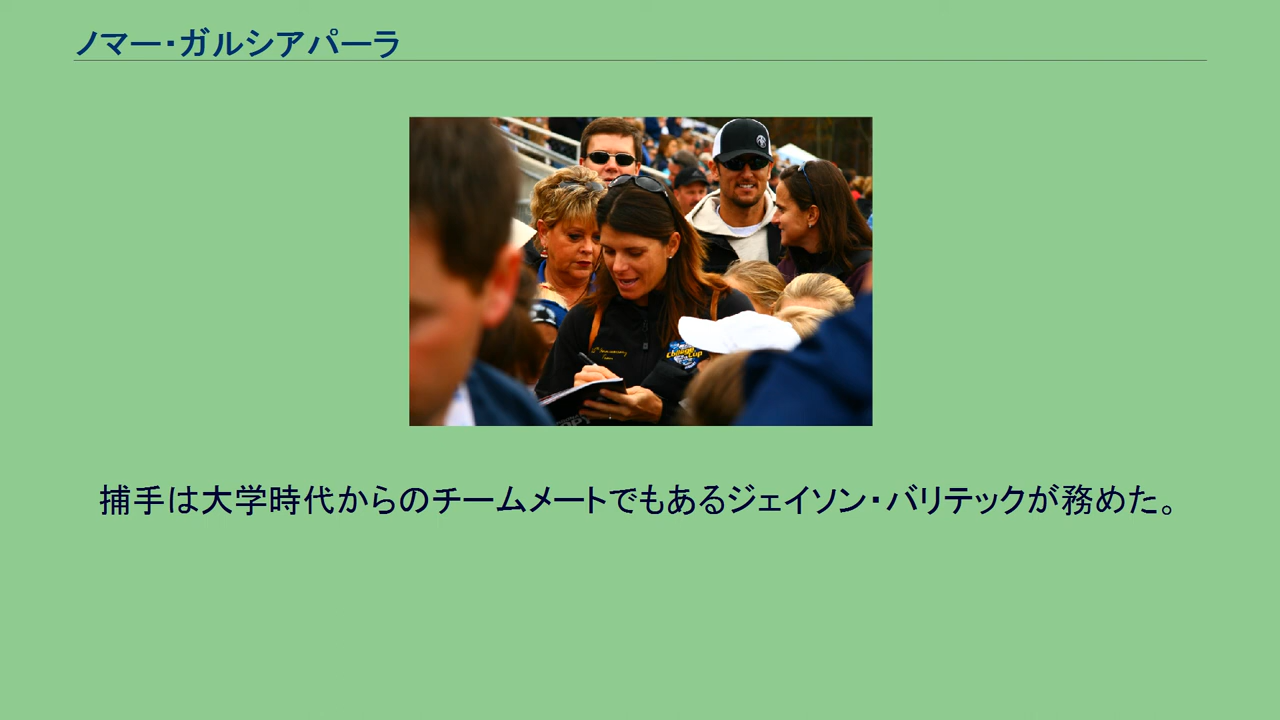 ノマー・ガルシアパーラ
捕手は大学時代からのチームメートでもあるジェイソン・バリテックが務めた。
College
Cup